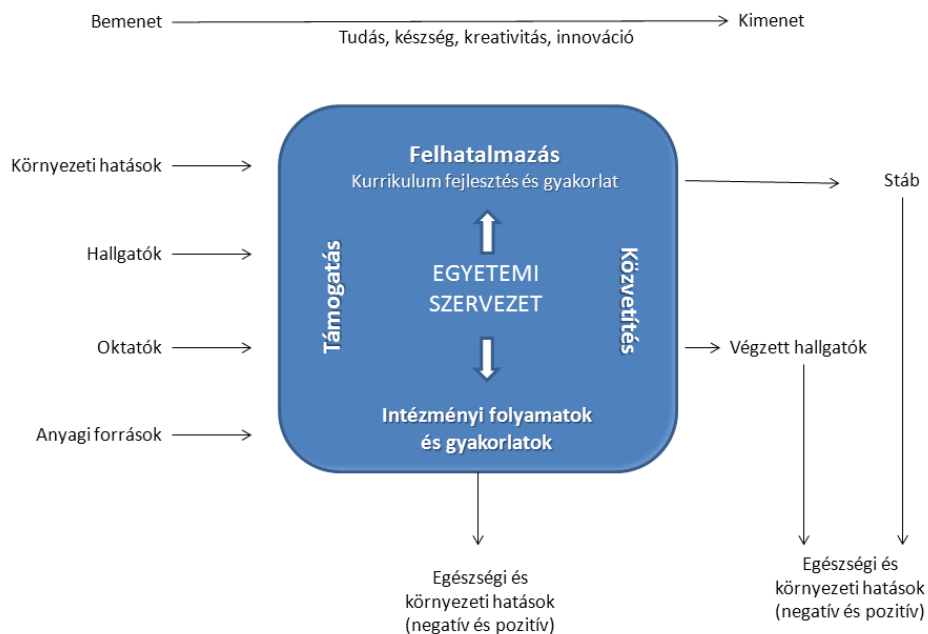 Bemenet
Kimenet
Tudás, készség, kreativitás, innováció
Környezeti hatások
Hallgatók
Oktatók
Anyagi források
Felhatalmazás
Kurrikulum fejlesztés és gyakorlat
Támogatás
EGYETEMI
SZERVEZET
Közvetítés
Intézményi folyamatok
és gyakorlatok
Stáb
Végzett hallgatók
Egészségi és
környezeti hatások
(negatív és pozitív)
Egészségi és
környezeti hatások
(negatív és pozitív)